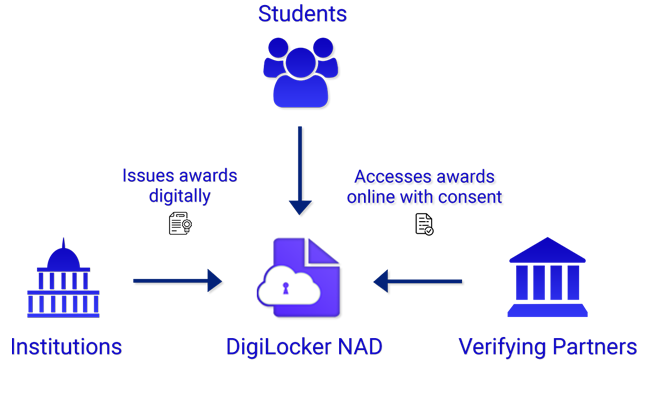 Students
Issues awards
digitally
Accesses awards
online with consent
Institutions
DigiLocker NAD
Verifying Partners